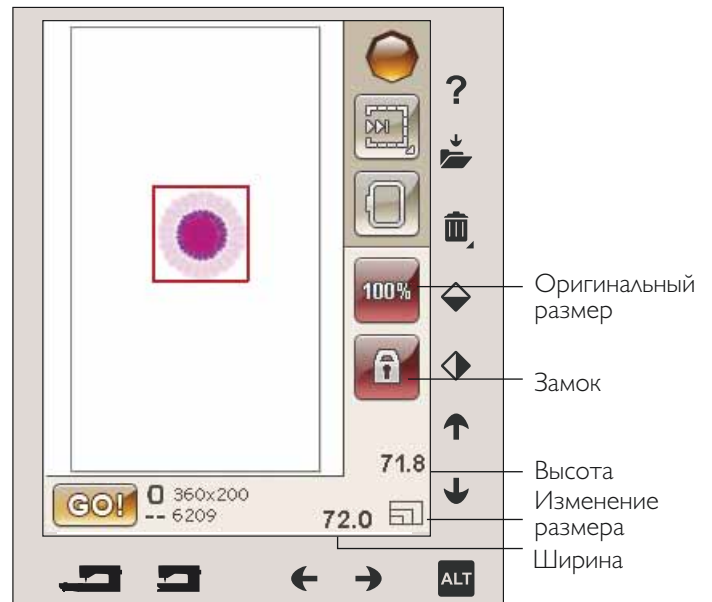 ?
100%
Оригинальный
размер
Замок
71.8
Высота
GO!
360x200
-- 6209
72.0
Изменение
размера
Ширина
ALT